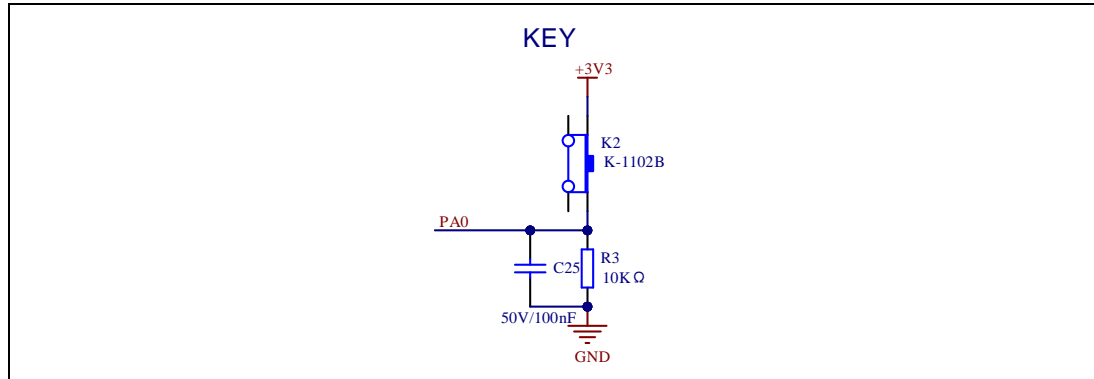 KEY
+3V3
K2
K-1102B
PA0
C25
R3
10KΩ
50V/100nF
GND